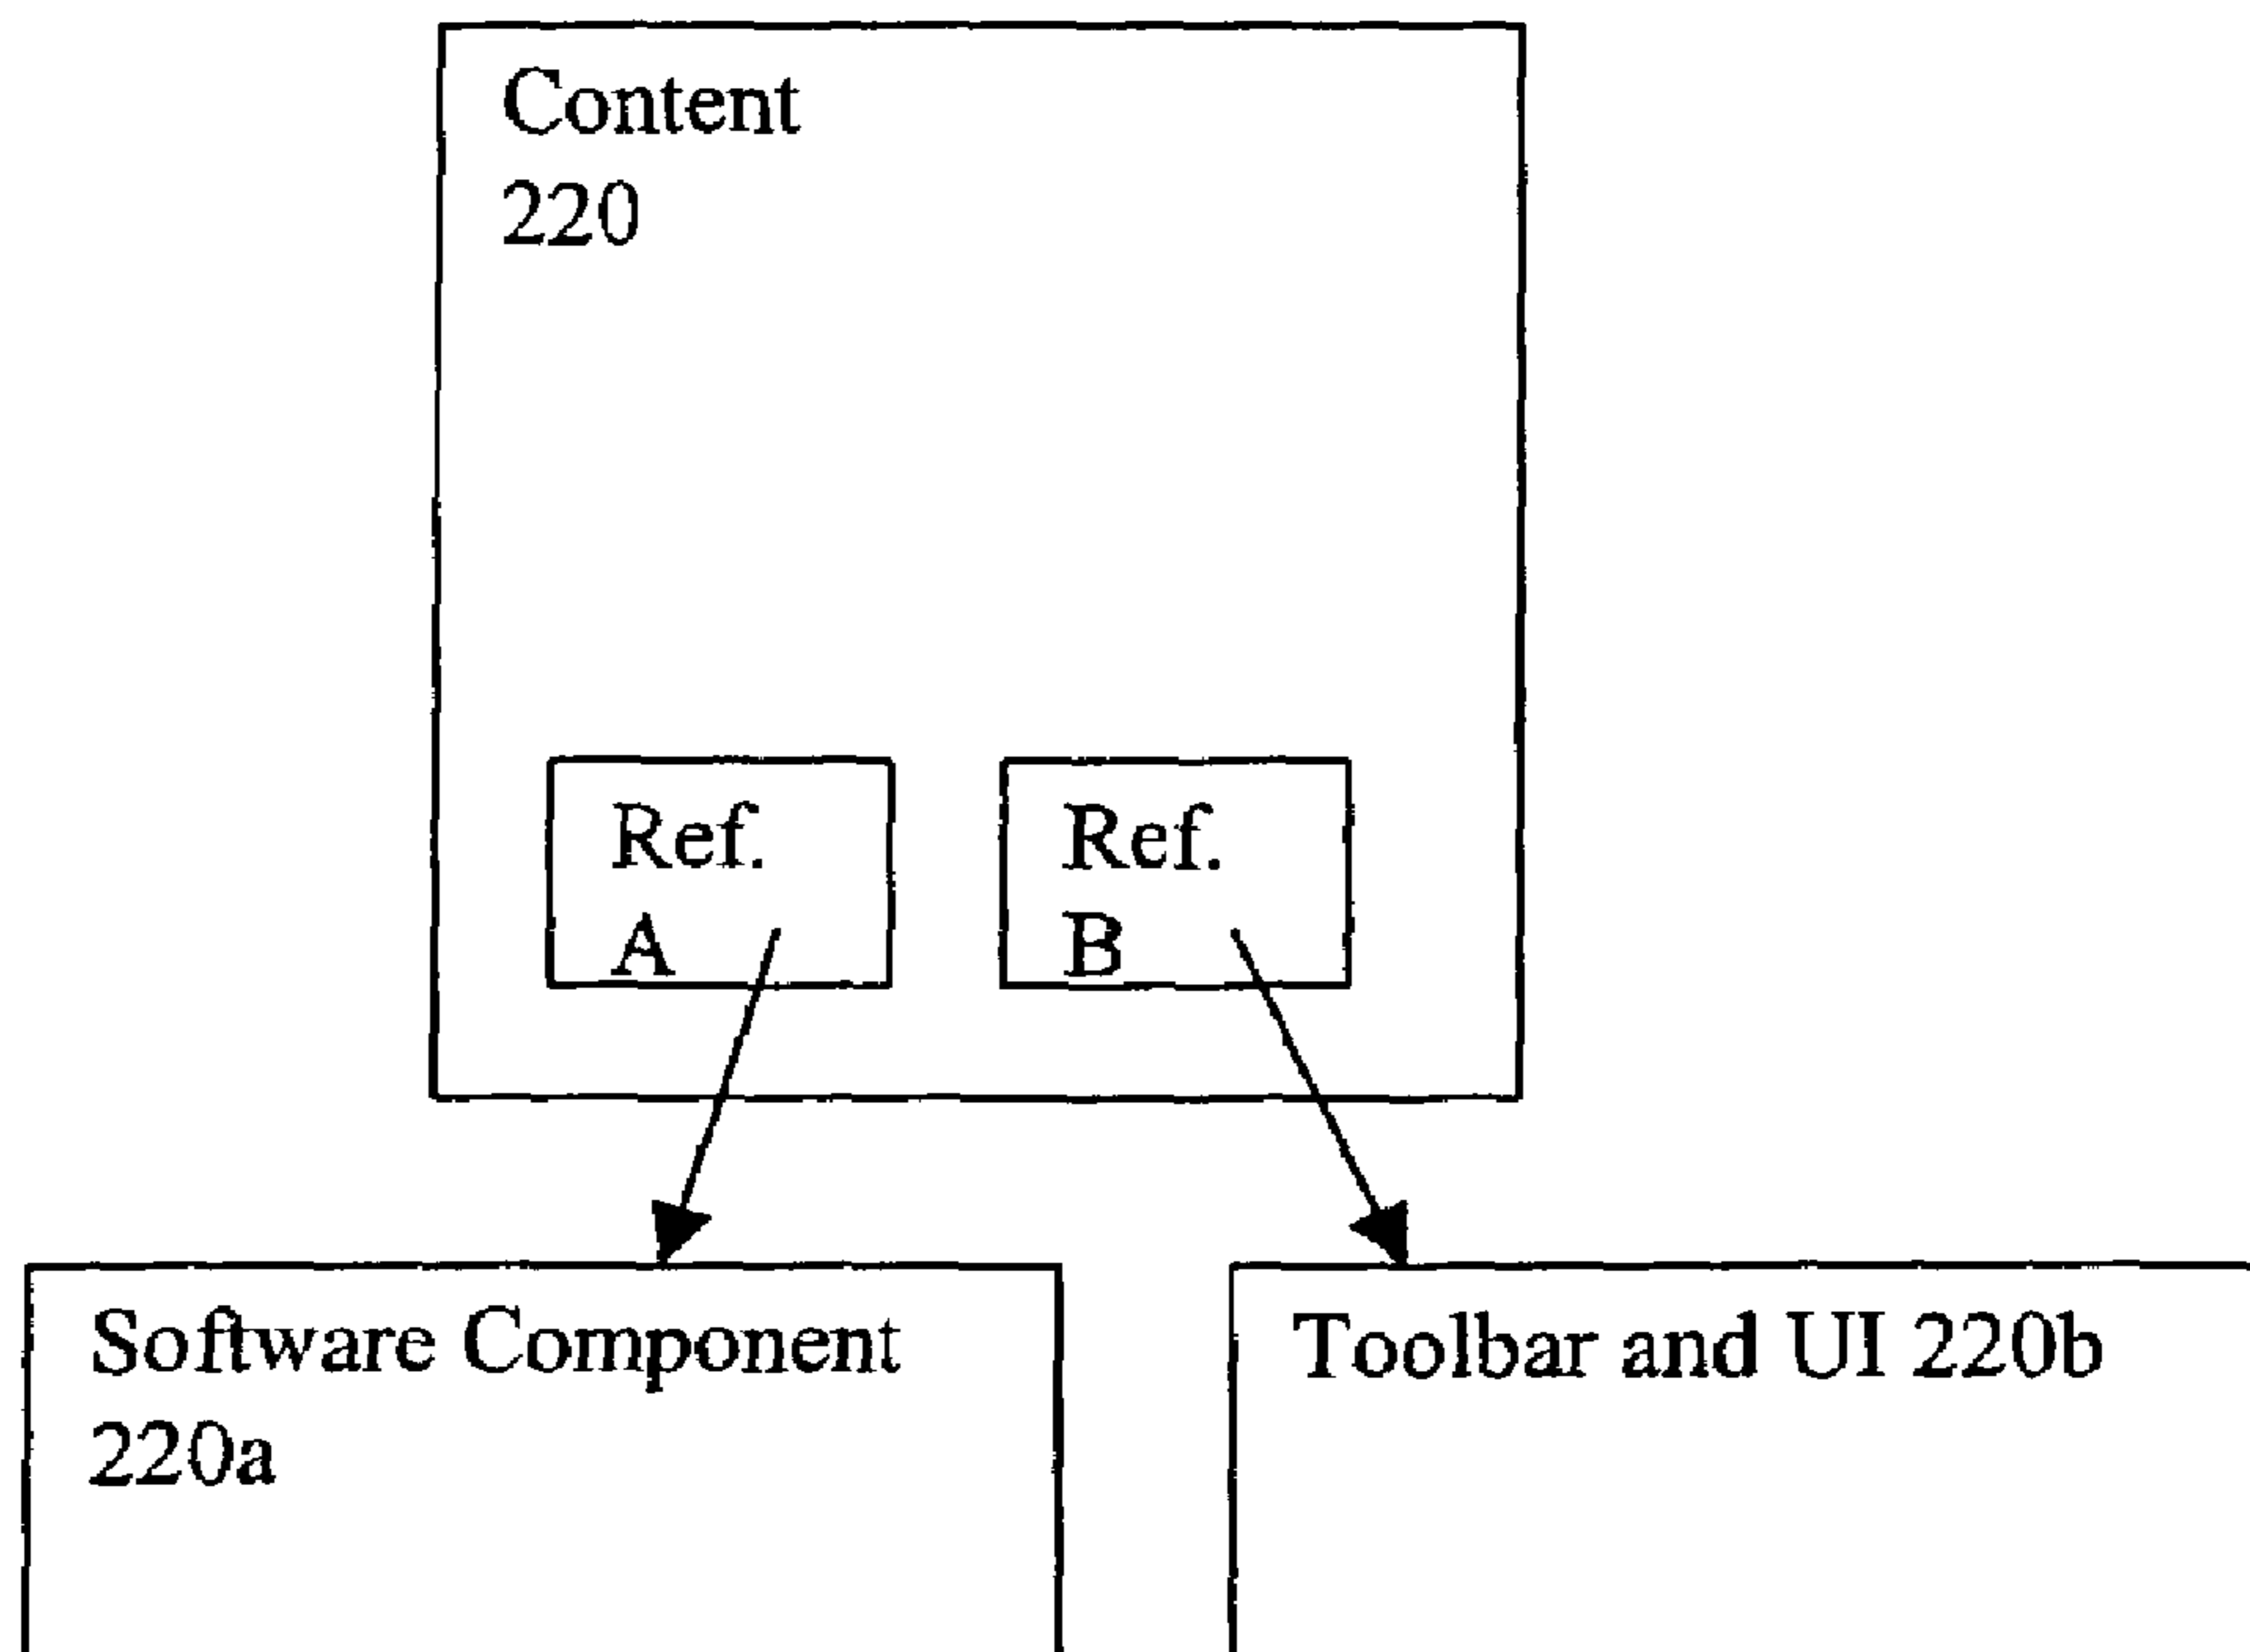 Content
220
Ref.
A
Ref.
B
Software Component
220a
Toolbar and UI 220b